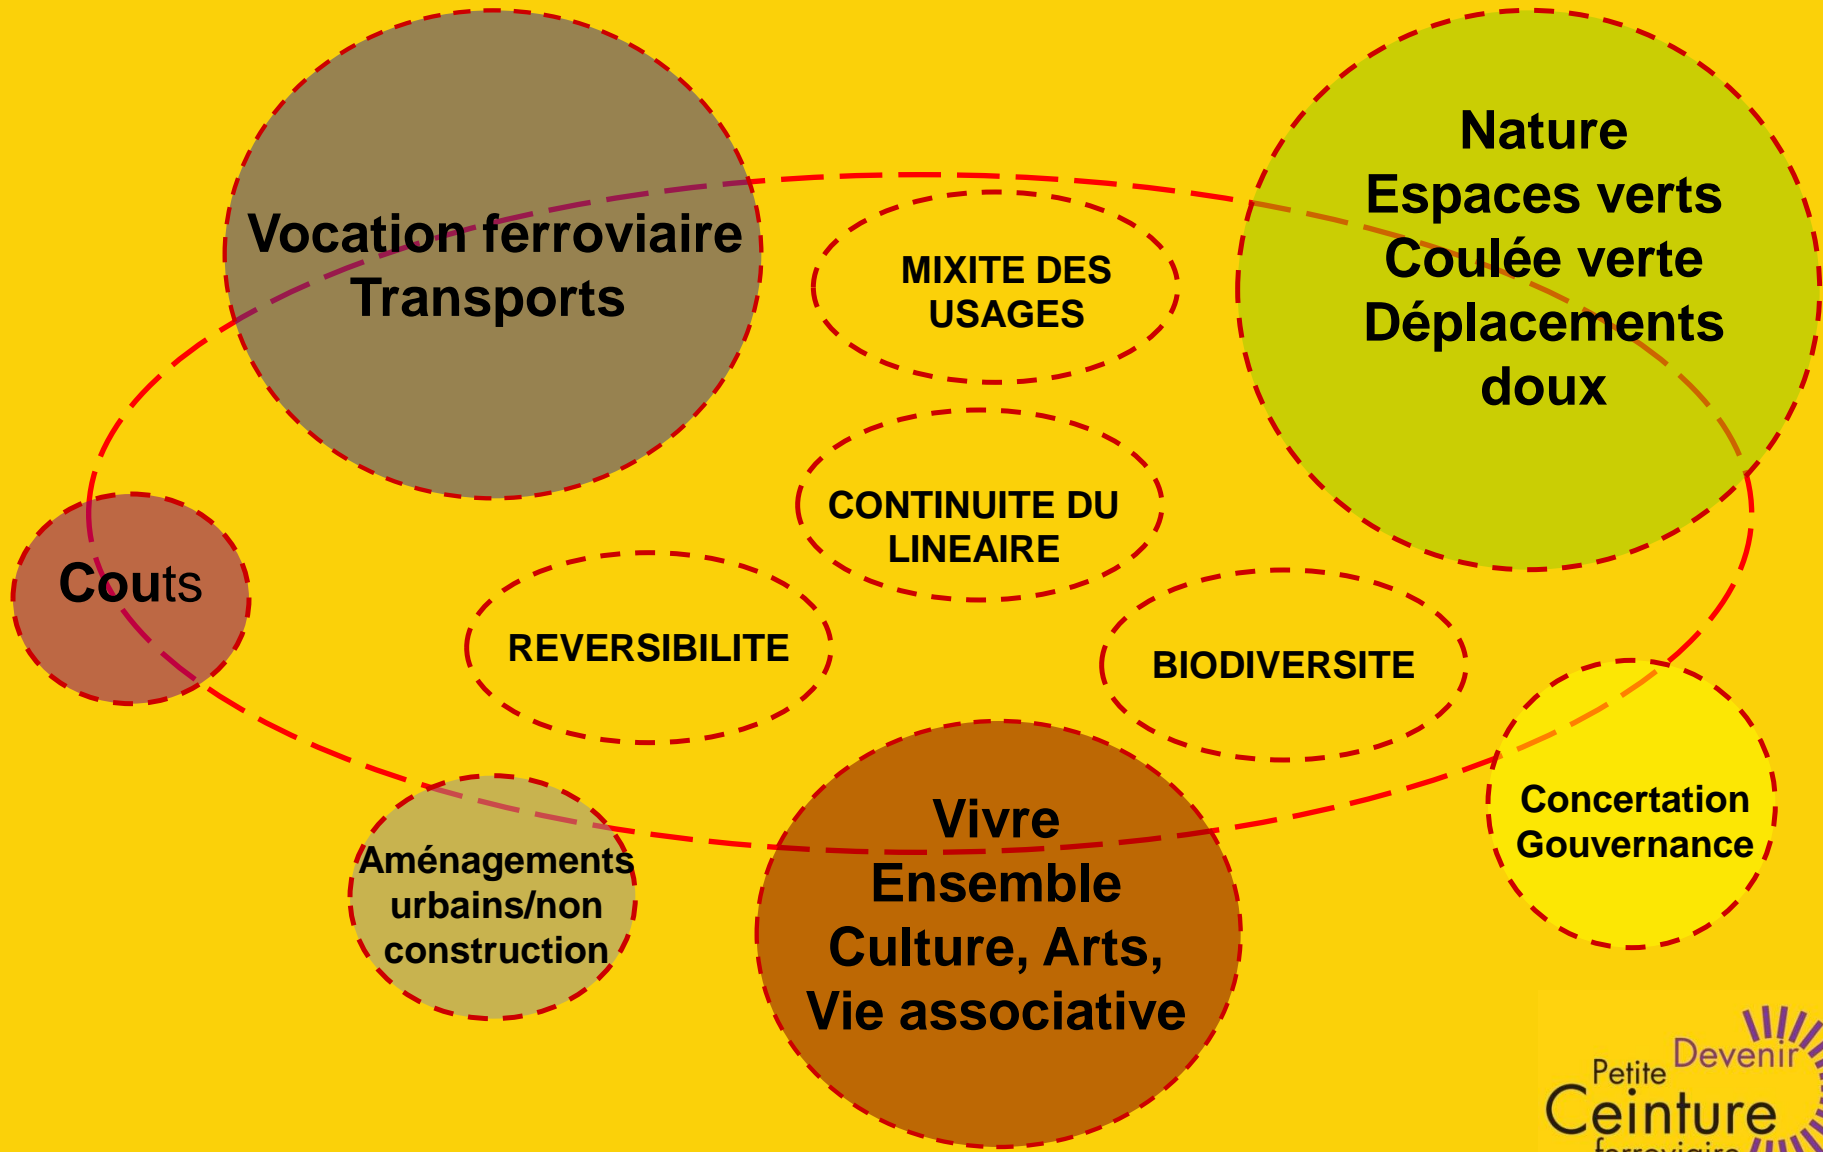 Vocation ferroviaire
Transports
Nature
Espaces verts
Coulée verte
Déplacements
doux
MIXITE DES
USAGES
CONTINUITE DU
LINEAIRE
Couts
REVERSIBILITE
BIODIVERSITE
Aménagements
urbains/non
construction
Vivre
Ensemble
Culture, Arts,
Vie associative
Concertation
Gouvernance
Devenir
Petite
Ceinture
ferroviaire